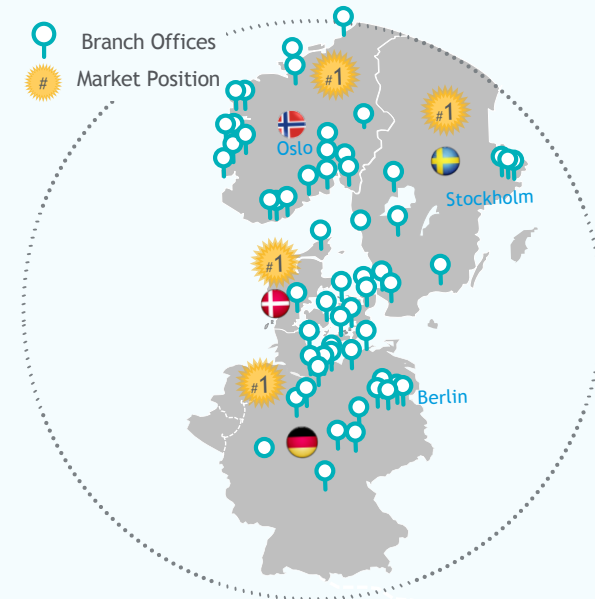 Branch Offices
# Market Position
#1
#1
Oslo
Stockholm
#1
#1
Berlin